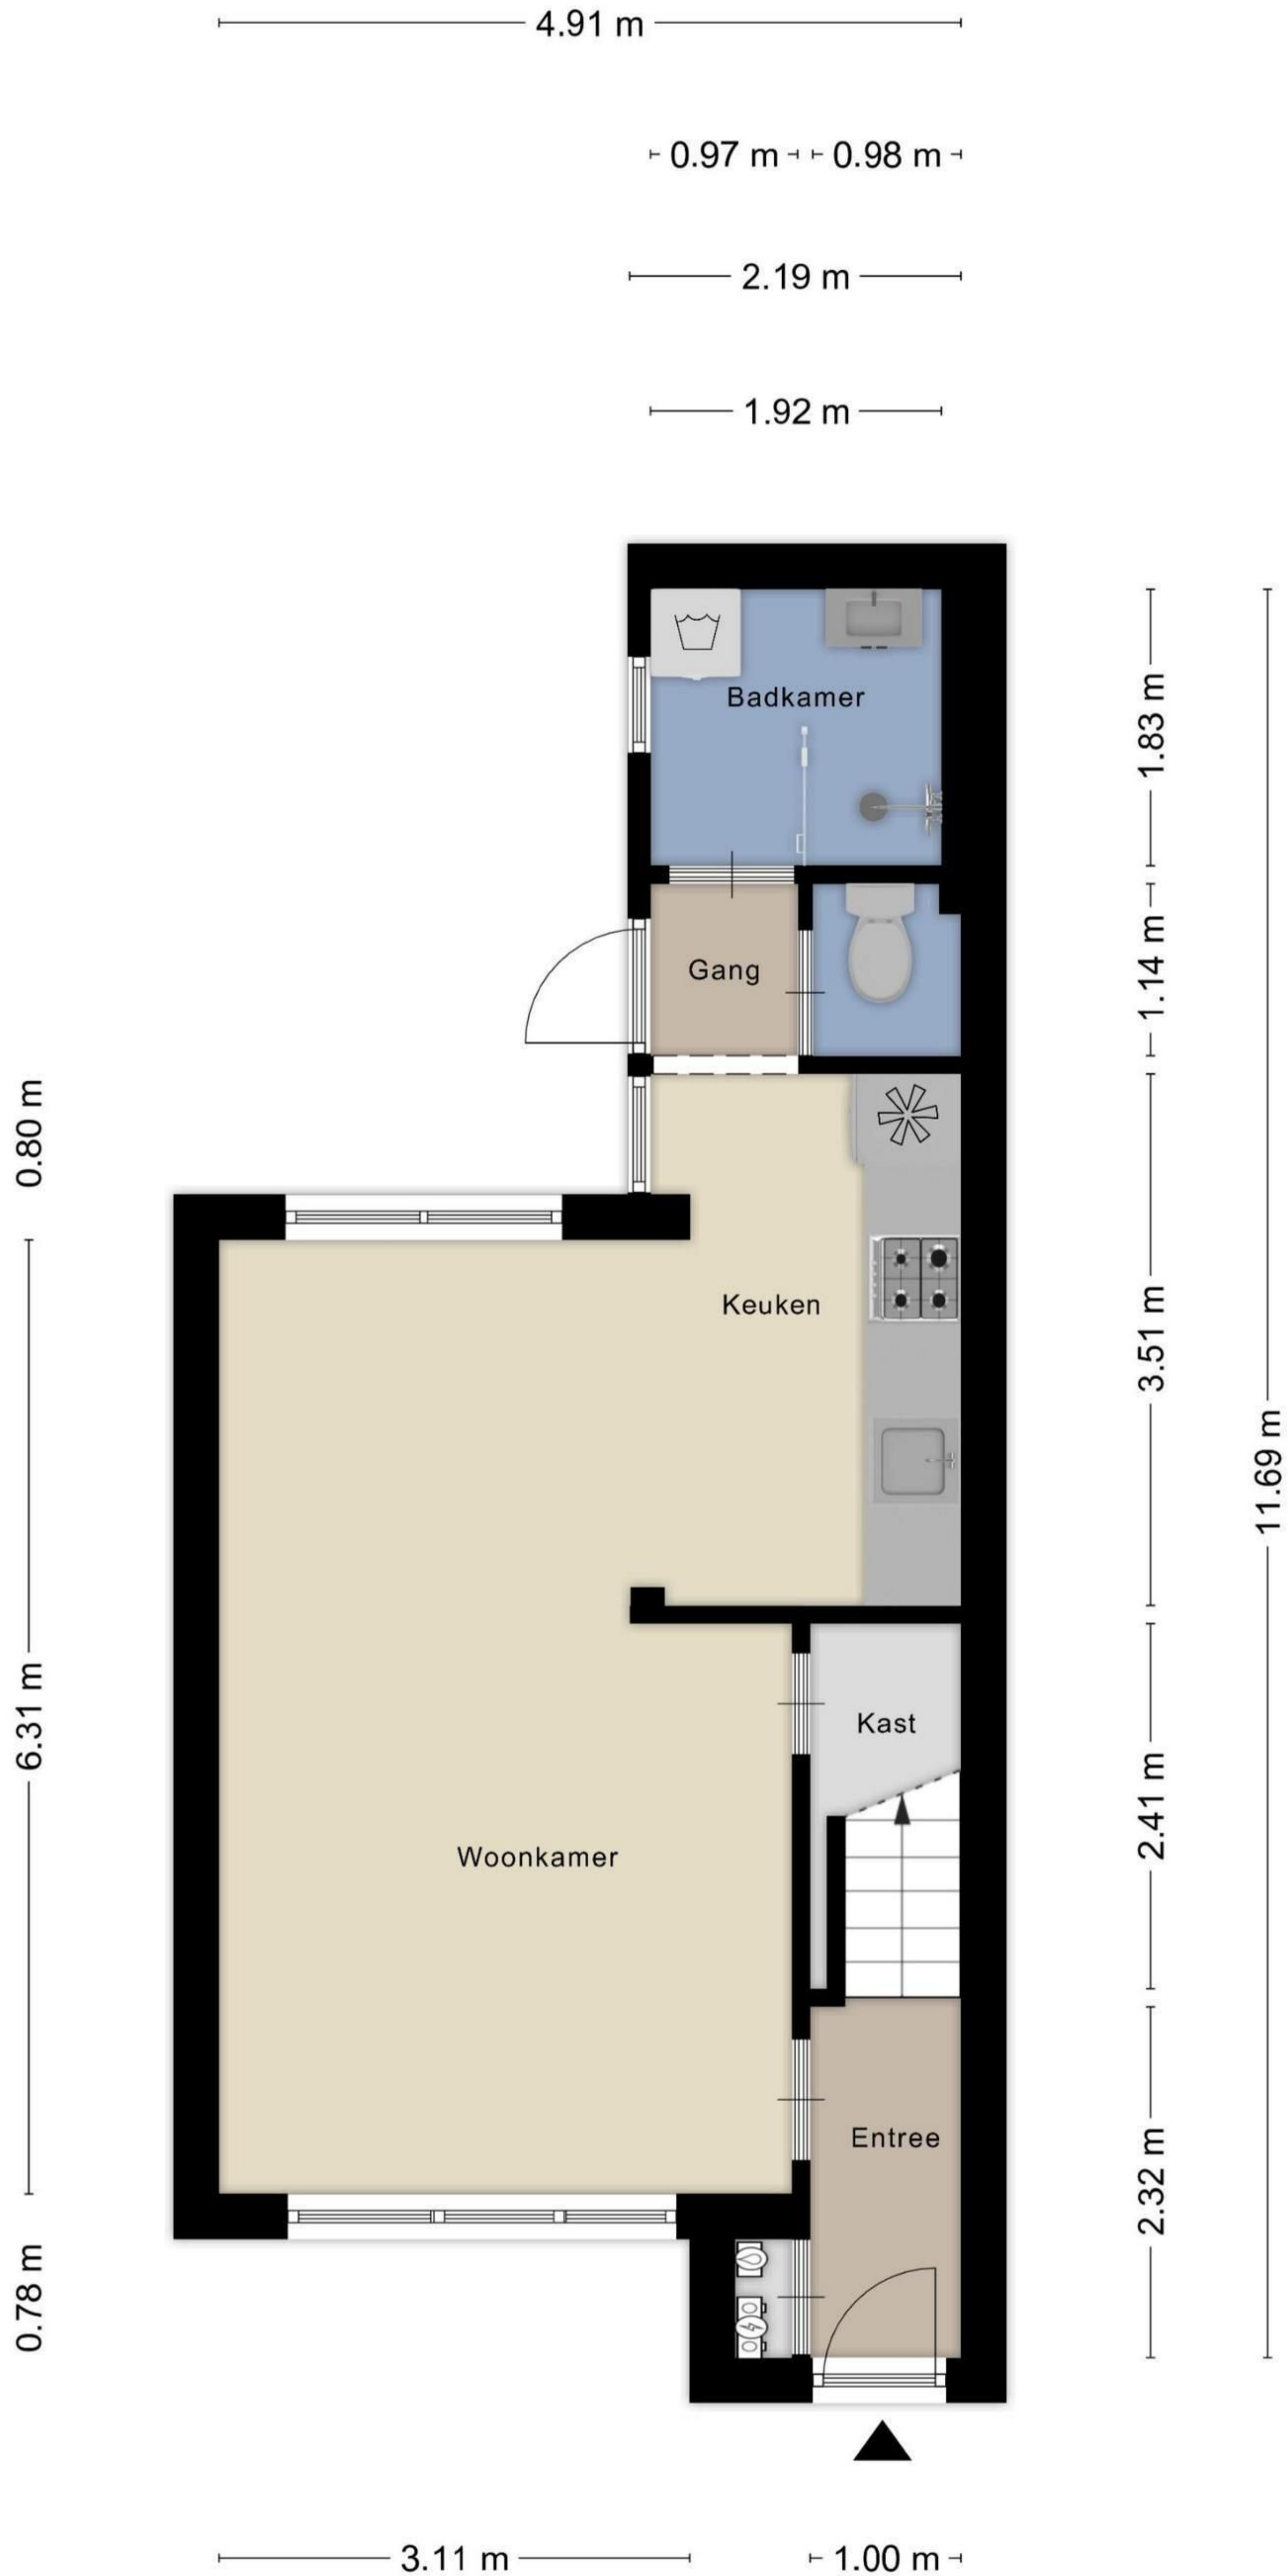 4.91 m
0.97 m
0.98 m
2.19 m
1.92 m
Badkamer
1.83 m
Gang
1.14 m
0.80 m
Keuken
3.51 m
11.69 m
6.31 m
Kast
2.41 m
Woonkamer
Entree
2.32 m
0.78 m
3.11 m
1.00 m